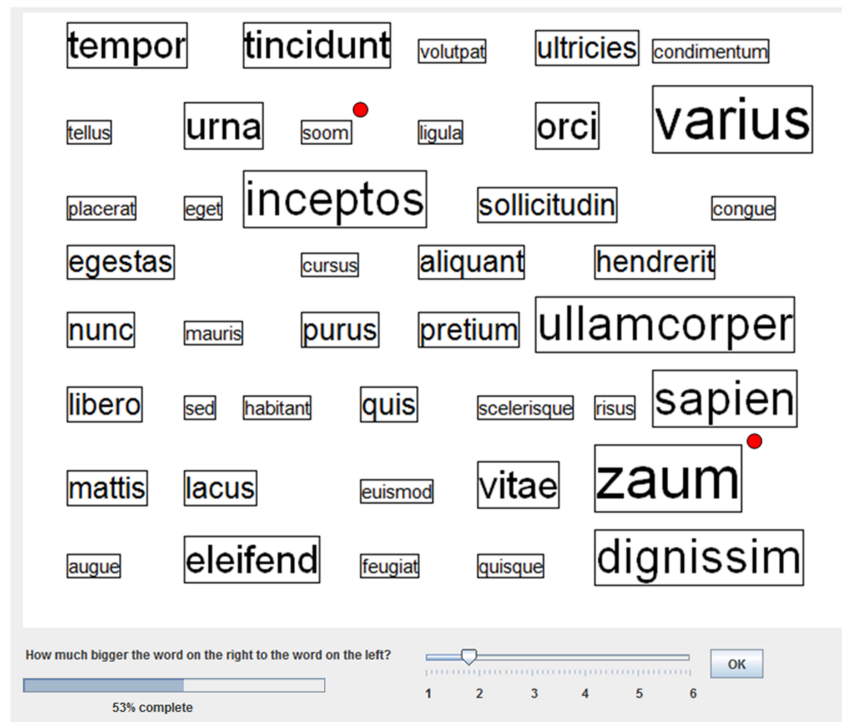 tempor tincidunt volutpat ultricies condimentum
tellus urna soom ligula orci varius
placerat eget inceptos sollicitudin congue
egestas cursus aliquant hendrerit
nunc mauris purus pretium ullamcorper
libero sed habitant quis scelerisque risus sapien
mattis lacus euismod vitae zaum
augue eleifend feugiat quisque dignissim
How much bigger the word on the right to the word on the left?
OK
1 2 3 4 5 6
53% complete